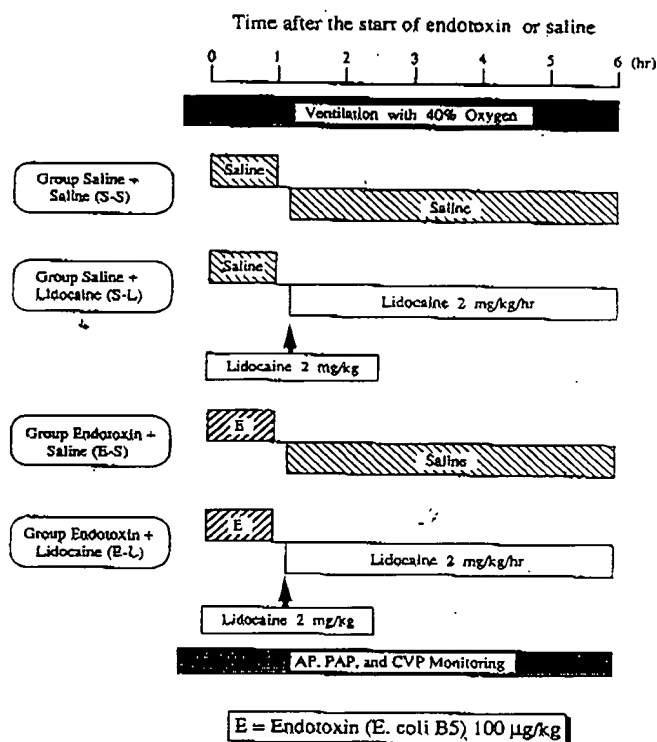 Time after the start of endotoxin or saline
0 1 2 3 4 5 6 (hr)
Ventilation with 40% Oxygen
Group Saline +
Saline (S-S)
Saline
Saline
Group Saline +
Lidocaine (S-L)
Saline
Lidocaine 2 mg/kg/hr
Lidocaine 2 mg/kg
Group Endotoxin +
Saline (E-S)
E
Saline
Group Endotoxin +
Lidocaine (E-L)
E
Lidocaine 2 mg/kg/hr
Lidocaine 2 mg/kg
AP, PAP, and CVP Monitoring
E = Endotoxin (E. coli B5) 100 µg/kg